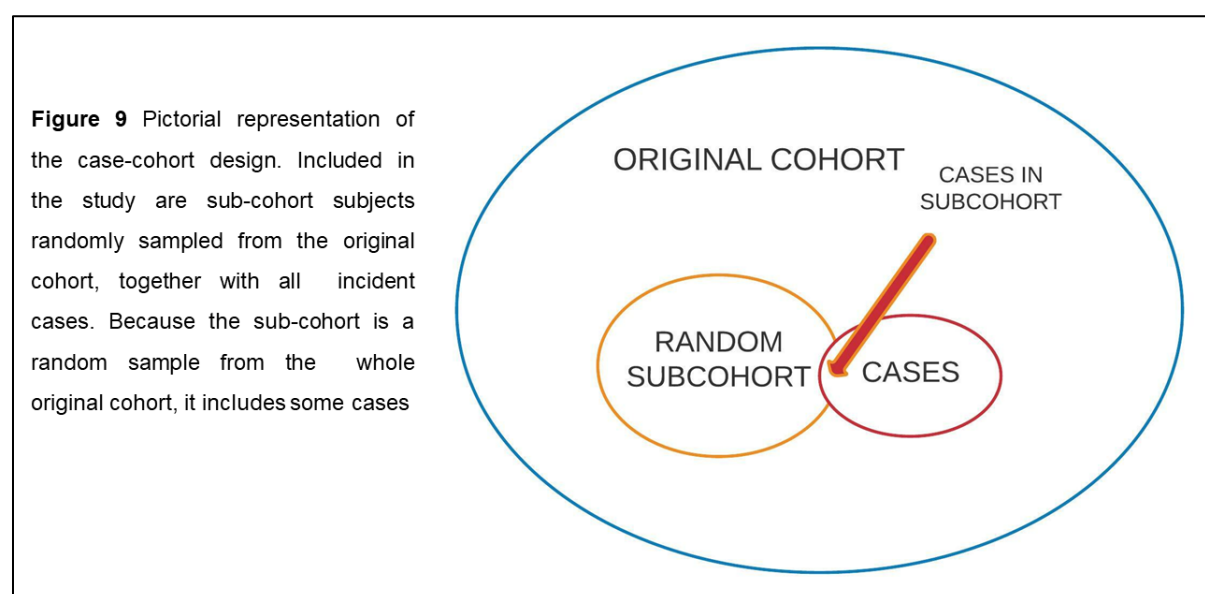 Figure 9 Pictorial representation of
the case-cohort design. Included in
the study are sub-cohort subjects
randomly sampled from the original
cohort, together with all incident
cases. Because the sub-cohort is a
random sample from the whole
original cohort, it includes some cases
ORIGINAL COHORT
CASES IN
SUBCOHORT
RANDOM
SUBCOHORT
CASES